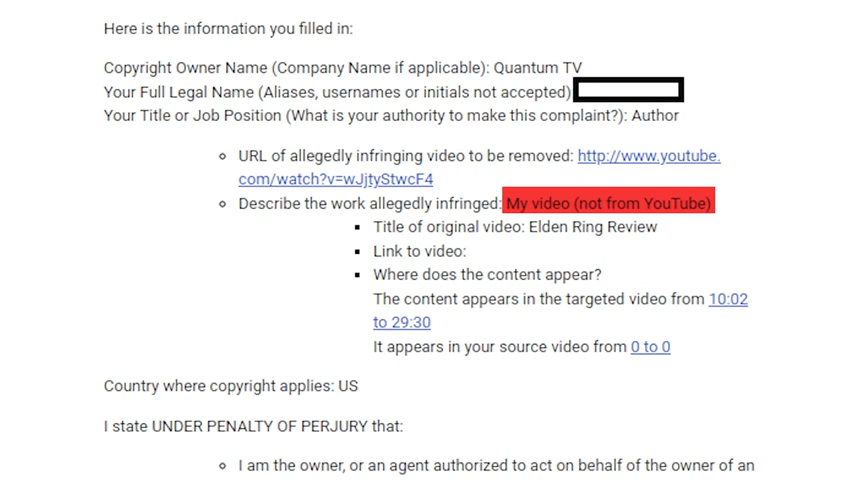 Here is the information you filled in:
Copyright Owner Name (Company Name if applicable): Quantum TV
Your Full Legal Name (Aliases, usernames or initials not accepted)
Your Title or Job Position (What is your authority to make this complaint?): Author
URL of allegedly infringing video to be removed: http://www.youtube.
com/watch?v=wJjtyStwcF4
Describe the work allegedly infringed: My video (not from YouTube)
Title of original video: Elden Ring Review
Link to video:
Where does the content appear?
The content appears in the targeted video from 10:02
to 29:30
It appears in your source video from 0 to 0
Country where copyright applies: US
I state UNDER PENALTY OF PERJURY that:
I am the owner, or an agent authorized to act on behalf of the owner of an